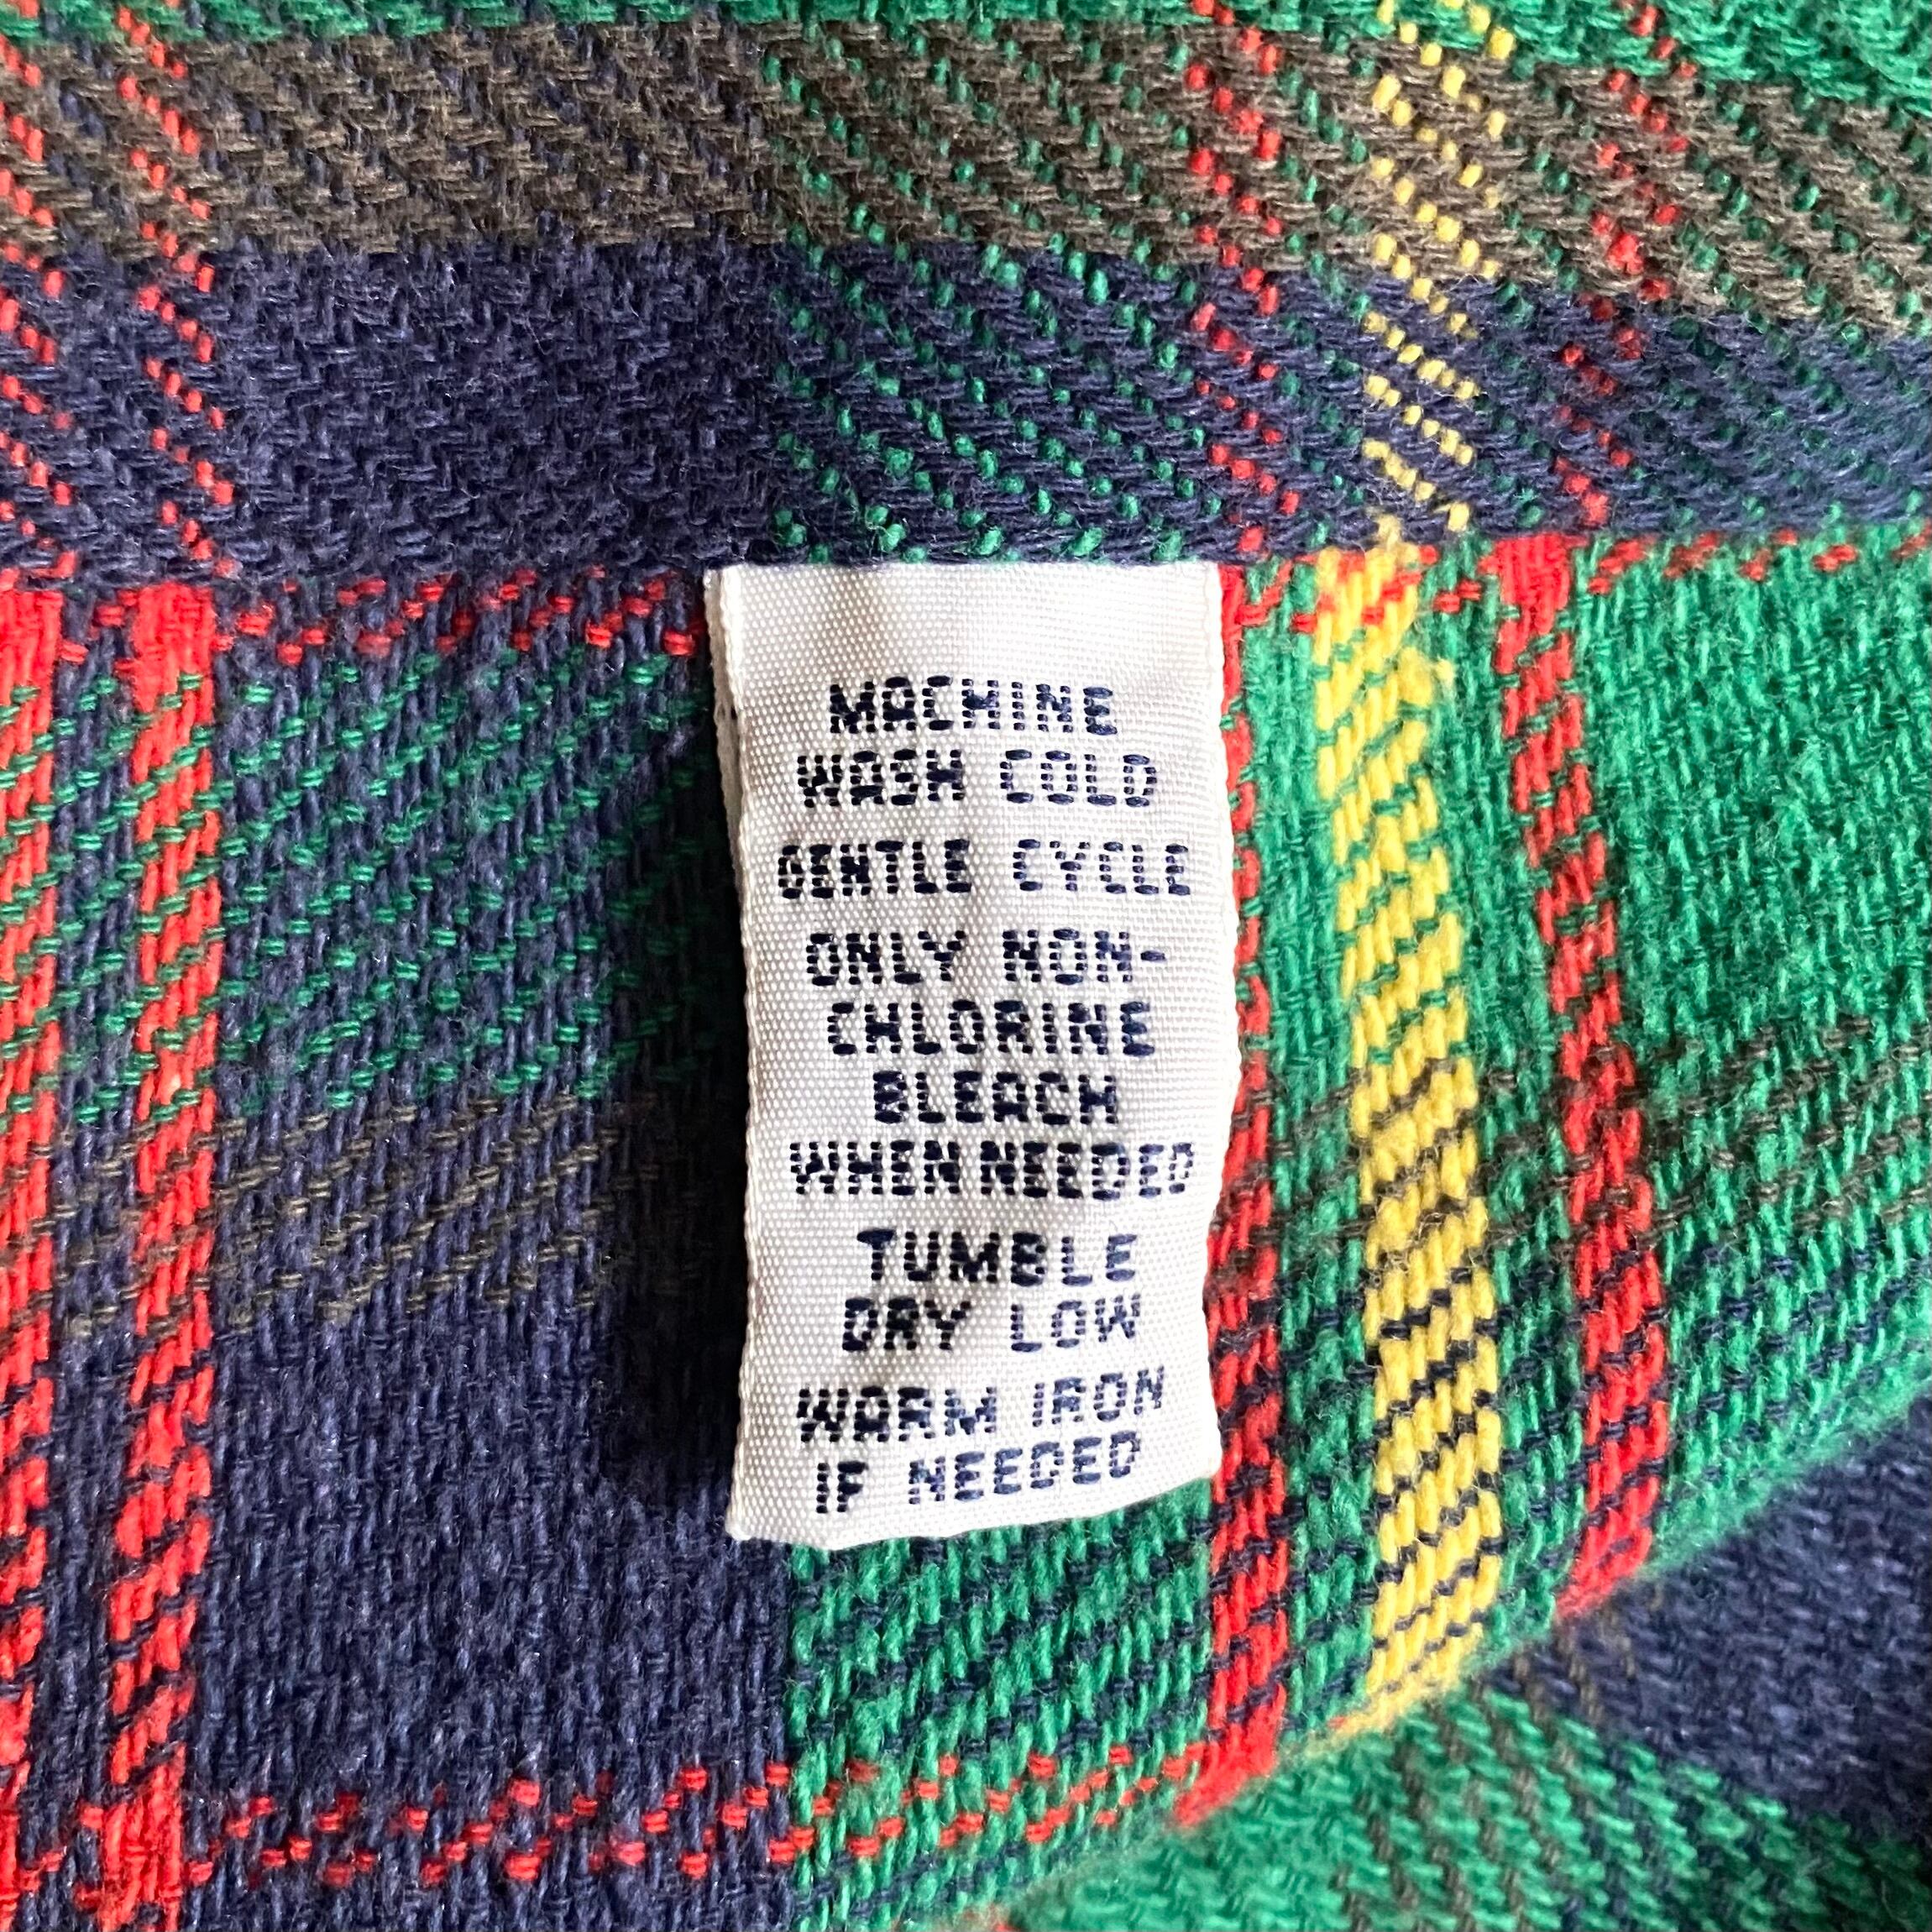 MACHINE
WASH COLD
GENTLE CYCLE
ONLY NON-
CHLORINE
BLEACH
WHEN NEEDED
TUMBLE
DRY LOW
WARM IRON
IF NEEDED